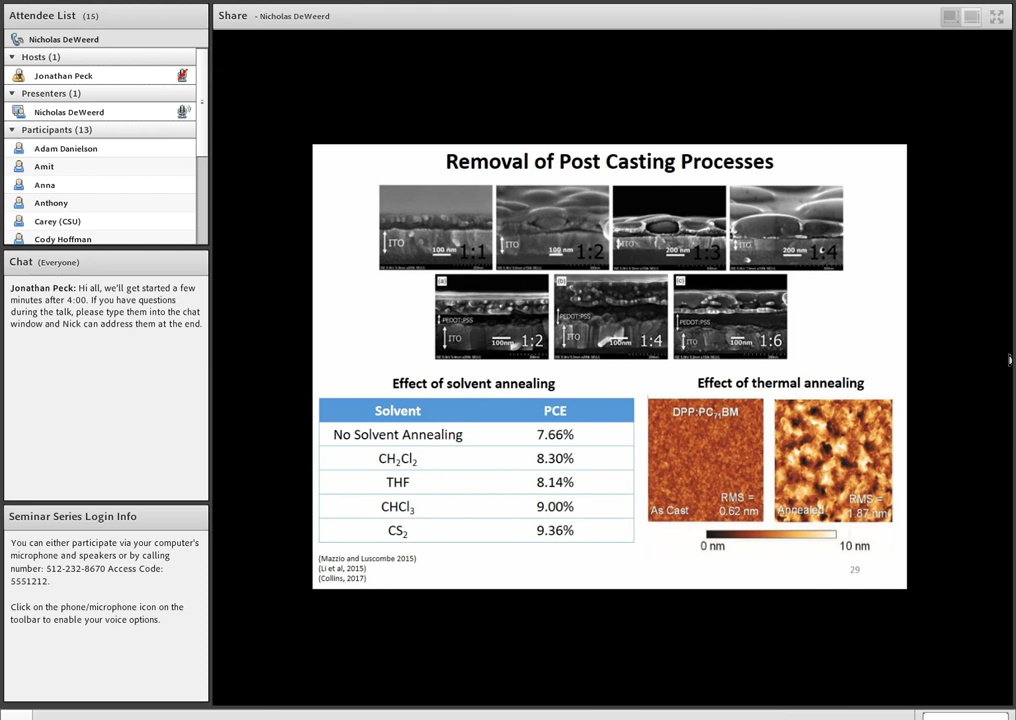 Attendee List (15)
Nicholas DeWeerd
Hosts (1)
Jonathan Peck
Presenters (1)
Nicholas DeWeerd
Participants (13)
Adam Danielson
Amit
Anna
Anthony
Carey (CSU)
Cody Hoffman
Chat (Everyone)
Jonathan Peck: Hi all, we'll get started a few
minutes after 4:00. If you have questions
during the talk, please type them into the chat
window and Nick can address them at the end.
Seminar Series Login Info
You can either participate via your computer's
microphone and speakers or by calling
number: 512-232-8670 Access Code:
5551212.
Click on the phone/microphone icon on the
toolbar to enable your voice options.
Share - Nicholas DeWeerd
Removal of Post Casting Processes
ITO 100 nm 1:1
ITO 100 nm 1:2
ITO 200 nm 1:3
ITO 200 nm 1:4
(a) PEDOT:PSS ITO 100nm 1:2
(b) PEDOT:PSS ITO 100nm 1:4
(c) PEDOT:PSS ITO 100nm 1:6
Effect of solvent annealing
Solvent PCE
No Solvent Annealing 7.66%
CH2Cl2 8.30%
THF 8.14%
CHCl3 9.00%
CS2 9.36%
Effect of thermal annealing
DPP:PC71BM
As Cast RMS = 0.62 nm
Annealed RMS = 1.87 nm
0 nm 10 nm
(Mazzio and Luscombe 2015)
(Li et al, 2015)
(Collins, 2017)
29